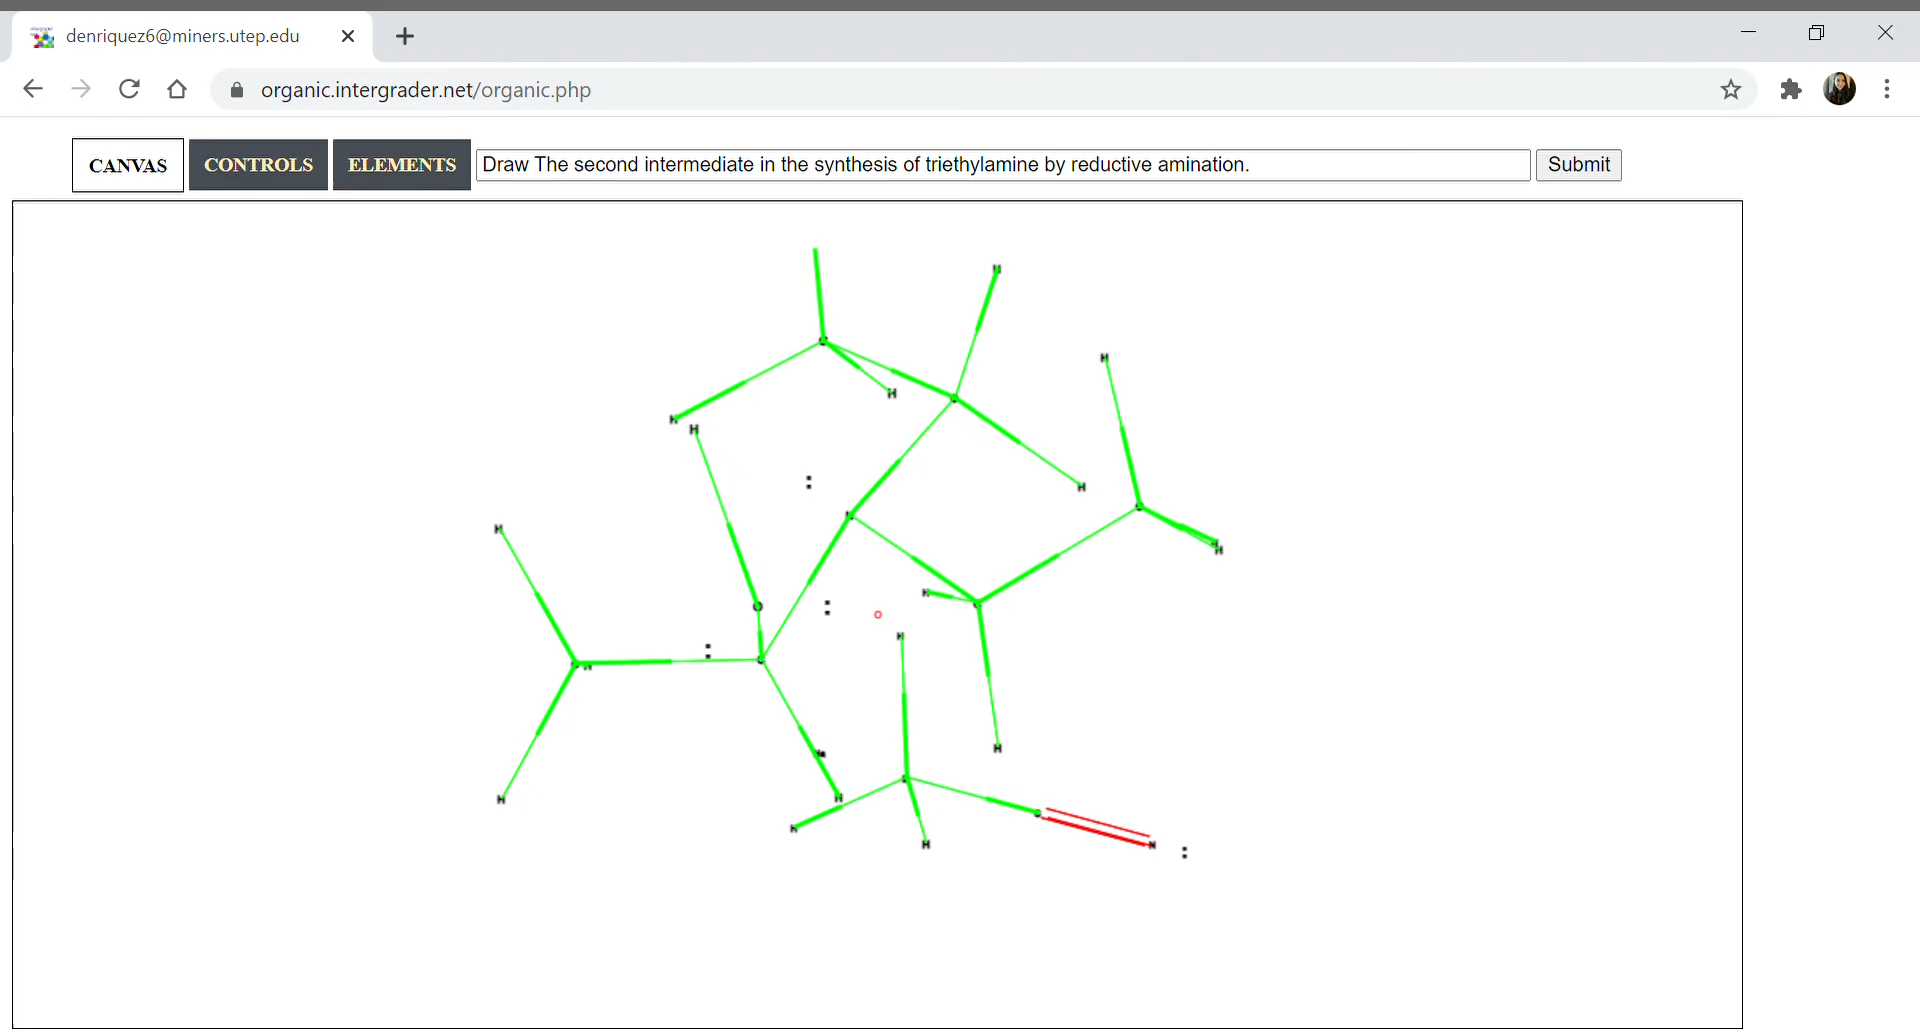 denriquez6@miners.utep.edu
organic.intergrader.net/organic.php
CANVAS CONTROLS ELEMENTS Draw The second intermediate in the synthesis of triethylamine by reductive amination. Submit
H
H
H
H
H
H
H
H
H
H
O
H
H
H
H
H
H
H